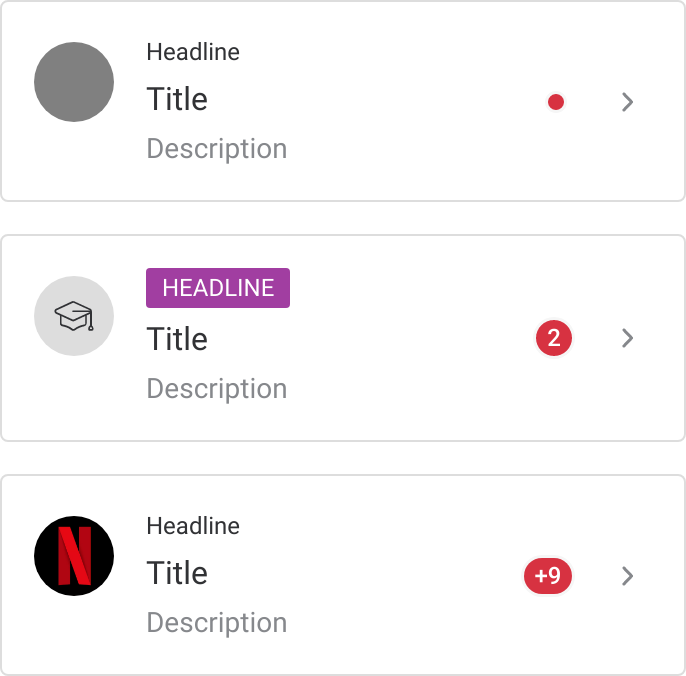 Headline
Title
Description
HEADLINE
Title
2
Description
N
Headline
Title
+9
Description